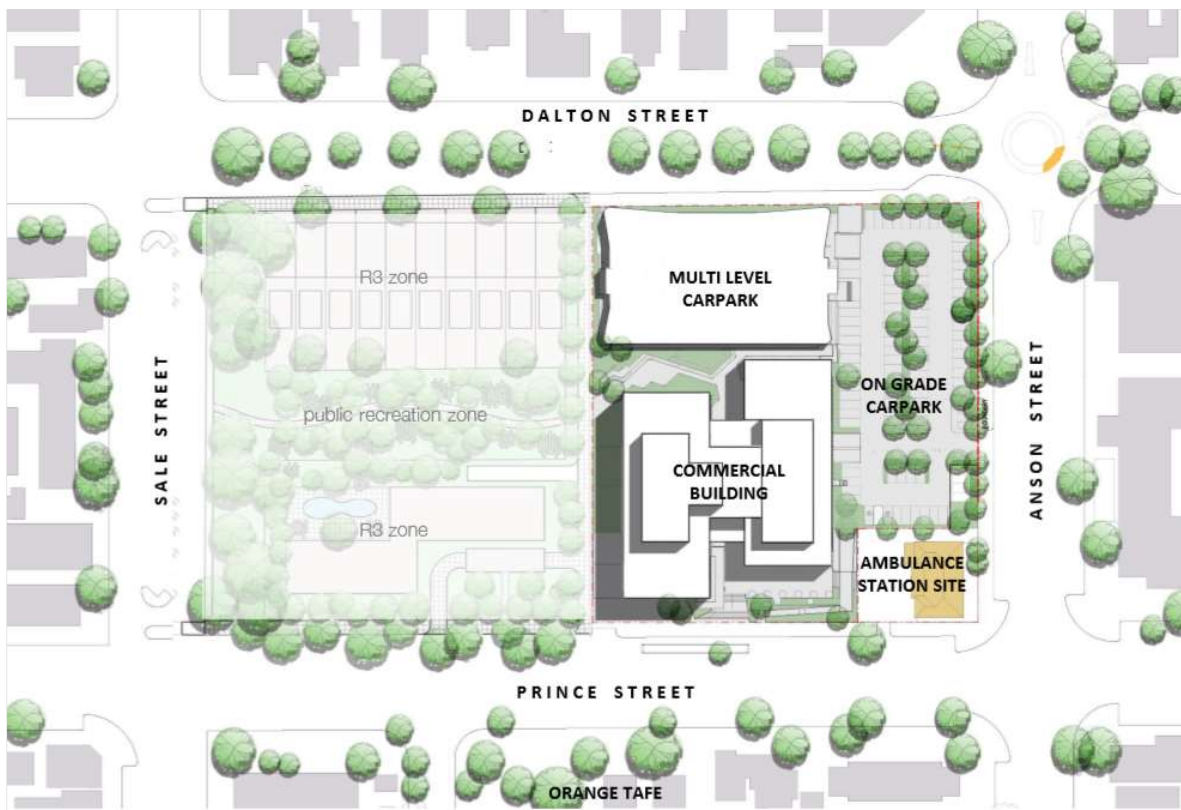 DALTON STREET
R3 zone
MULTI LEVEL
CARPARK
SALE STREET
public recreation zone
ON GRADE
CARPARK
ANSON STREET
COMMERCIAL
BUILDING
R3 zone
AMBULANCE
STATION SITE
PRINCE STREET
ORANGE TAFE